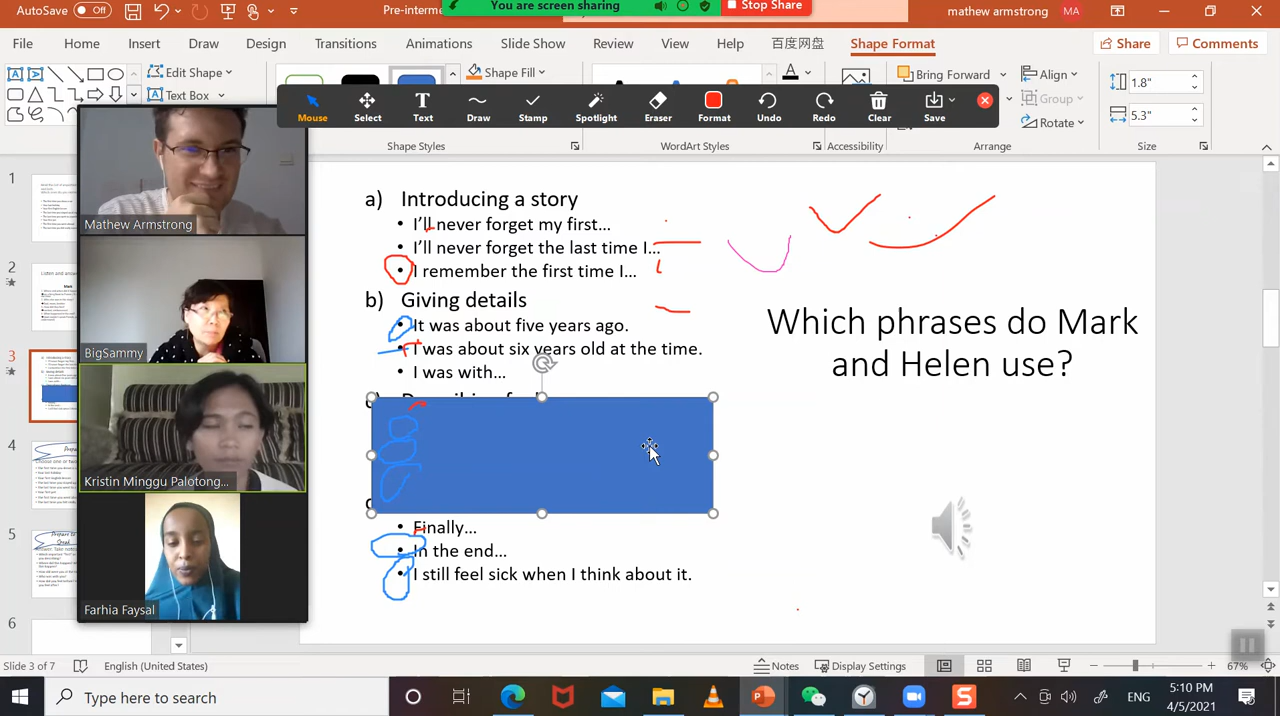 AutoSave Off
Pre-interme
You are screen sharing
Stop Share
mathew armstrong MA
File Home Insert Draw Design Transitions Animations Slide Show Review View Help 百度网盘 Shape Format Share Comments
Edit Shape
Text Box
Shape Fill
Bring Forward
Align
Group
Rotate
1.8"
5.3"
Mouse Select Text Draw Stamp Spotlight Eraser Format Undo Redo Clear Save
Shape Styles WordArt Styles Accessibility Arrange Size
Mathew Armstrong
BigSammy
Kristin Minggu Palotong...
Farhia Faysal
1
2
3
4
5
6
a) Introducing a story
• I'll never forget my first...
• I'll never forget the last time I...
• I remember the first time I...
b) Giving details
• It was about five years ago.
• I was about six years old at the time.
• I was with...
• Finally...
• In the end...
• I still feel sick when I think about it.
Which phrases do Mark
and Helen use?
Slide 3 of 7 English (United States) Notes Display Settings 67%
Type here to search
ENG
5:10 PM
4/5/2021